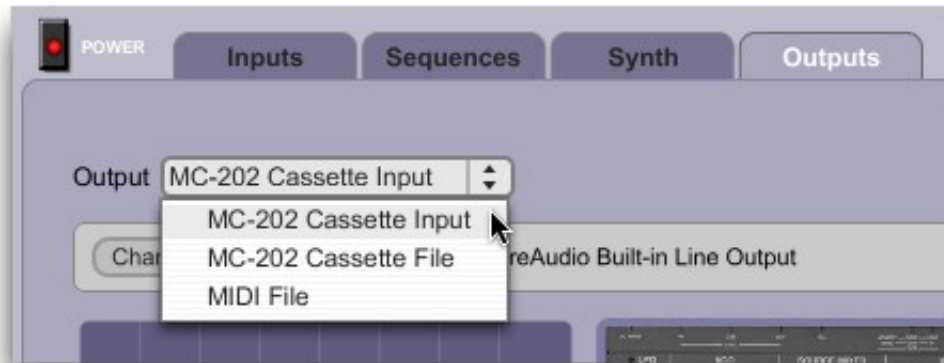 POWER
Inputs Sequences Synth Outputs
Output MC-202 Cassette Input
MC-202 Cassette Input
MC-202 Cassette File
Built-in Line Output
MIDI File